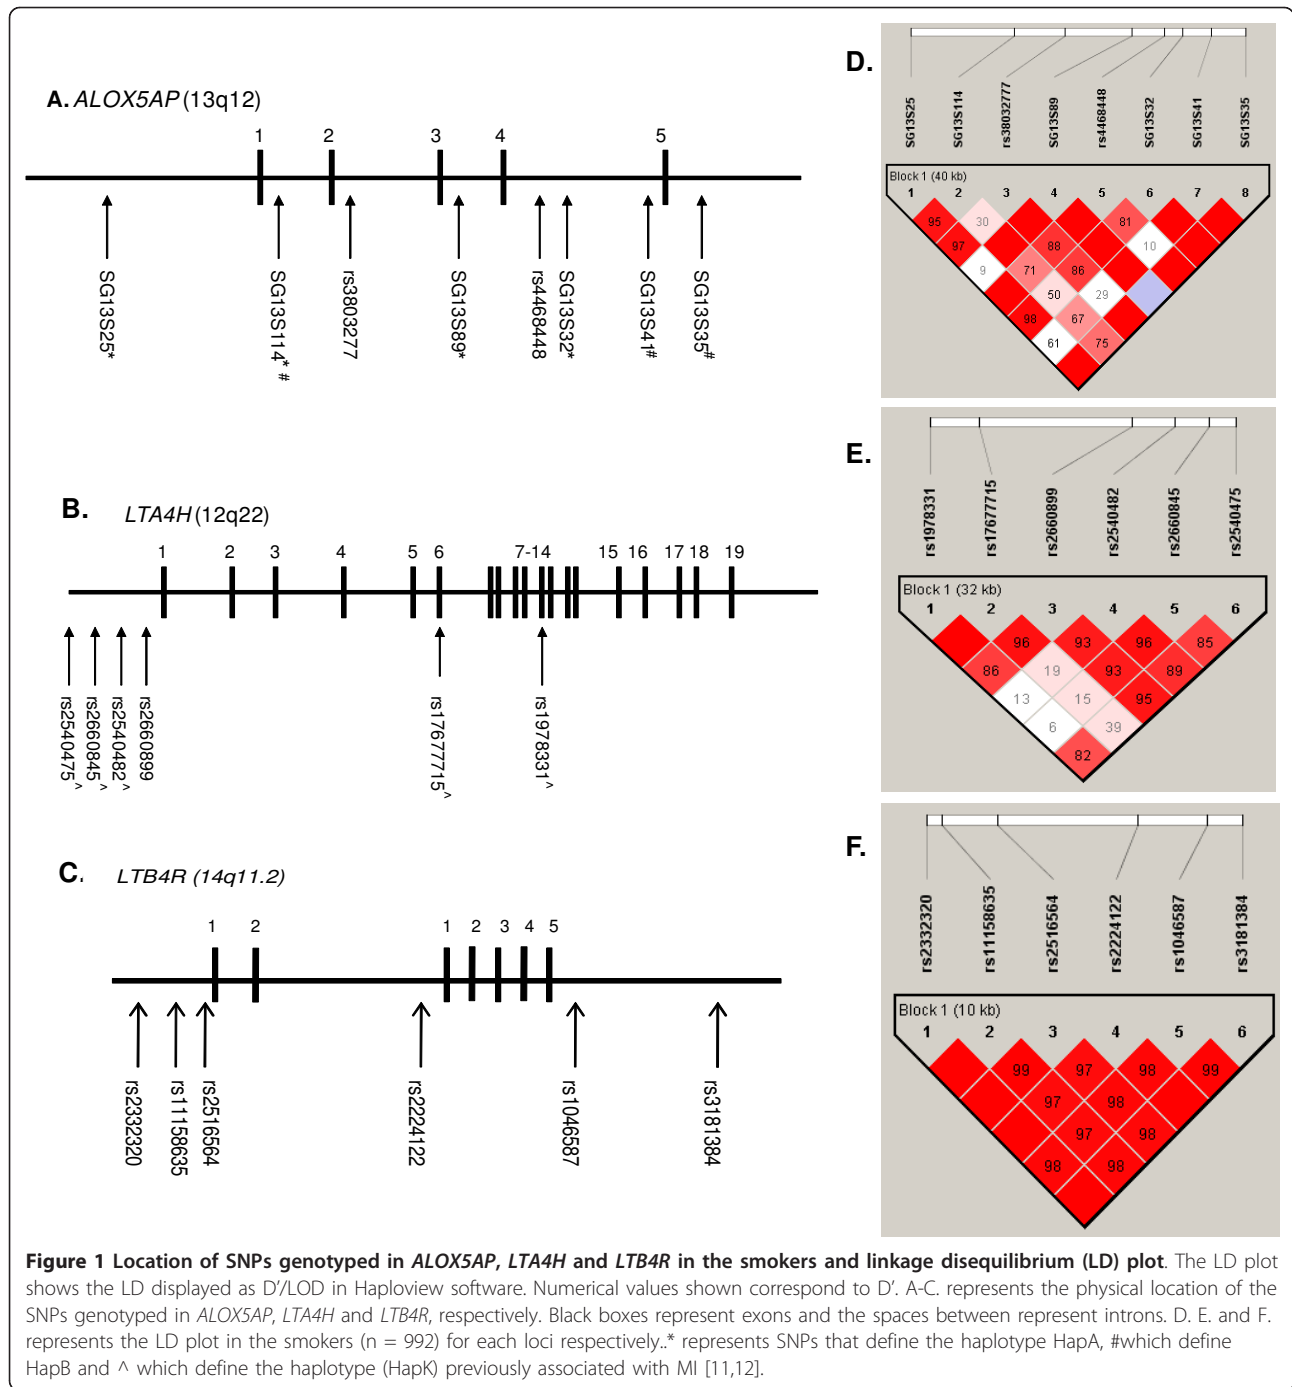 A. ALOX5AP (13q12)
1 2 3 4 5
SG13S25*
SG13S114* #
rs3803277
SG13S89*
rs4468448
SG13S32*
SG13S41#
SG13S35#
D.
SG13S25
SG13S114
rs38032777
SG13S89
rs4468448
SG13S32
SG13S41
SG13S35
Block 1 (40 kb)
1 2 3 4 5 6 7 8
95 30 81
97 88 10
9 71 86
50 29
98 67
61 75
B. LTA4H (12q22)
1 2 3 4 5 6 7-14 15 16 17 18 19
rs2540475^
rs2660845^
rs2540482^
rs2660899
rs17677715^
rs1978331^
E.
rs1978331
rs17677715
rs2660899
rs2540482
rs2660845
rs2540475
Block 1 (32 kb)
1 2 3 4 5 6
96 93 96 85
86 19 93 89
13 15 95
6 39
82
C. LTB4R (14q11.2)
1 2 1 2 3 4 5
rs2332320
rs11158635
rs2516564
rs2224122
rs1046587
rs3181384
F.
rs2332320
rs11158635
rs2516564
rs2224122
rs1046587
rs3181384
Block 1 (10 kb)
1 2 3 4 5 6
99 97 98 99
97 98
97 98
98 98
Figure 1 Location of SNPs genotyped in ALOX5AP, LTA4H and LTB4R in the smokers and linkage disequilibrium (LD) plot. The LD plot
shows the LD displayed as D'/LOD in Haploview software. Numerical values shown correspond to D'. A-C. represents the physical location of the
SNPs genotyped in ALOX5AP, LTA4H and LTB4R, respectively. Black boxes represent exons and the spaces between represent introns. D. E. and F.
represents the LD plot in the smokers (n = 992) for each loci respectively..* represents SNPs that define the haplotype HapA, #which define
HapB and ^ which define the haplotype (HapK) previously associated with MI [11,12].